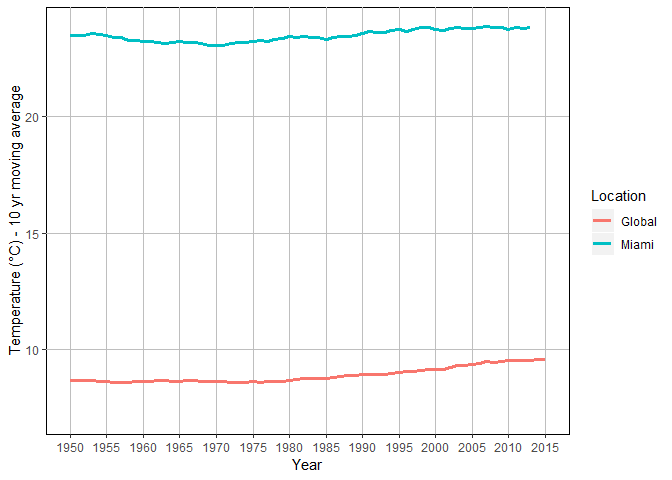 Temperature (°C) - 10 yr moving average
20
15
10
1950 1955 1960 1965 1970 1975 1980 1985 1990 1995 2000 2005 2010 2015
Year
Location
Global
Miami